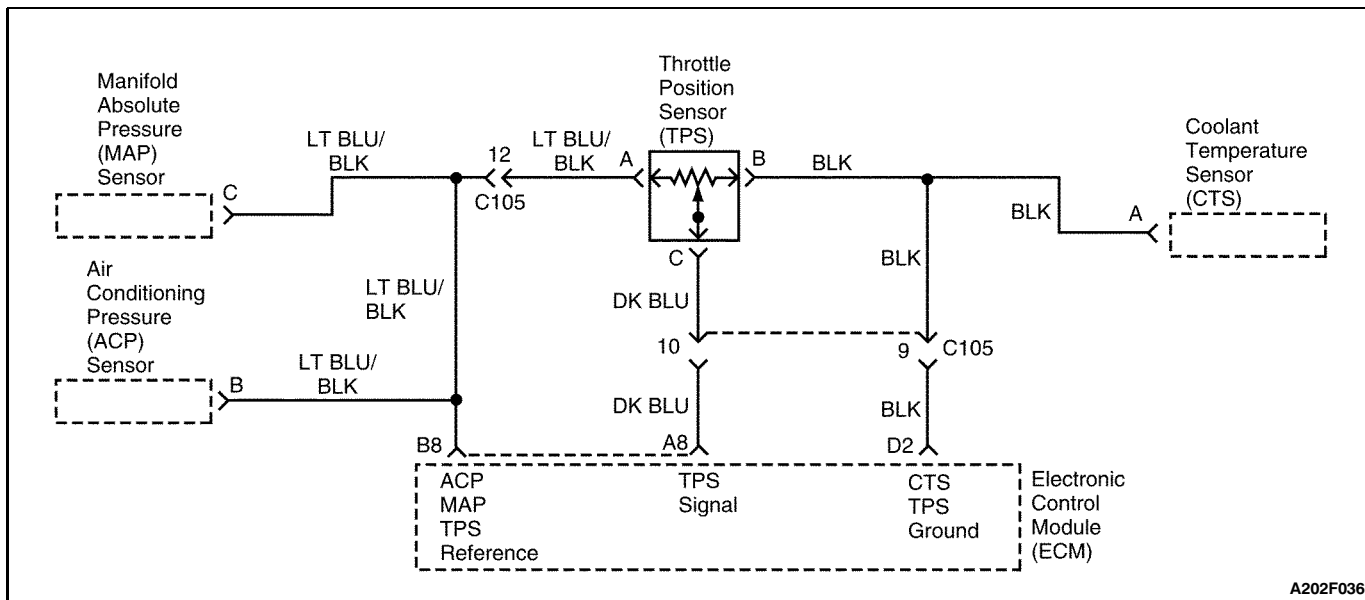 Manifold
Absolute
Pressure
(MAP)
Sensor
C
LT BLU/
BLK
12
C105
LT BLU/
BLK
A
Throttle
Position
Sensor
(TPS)
B
BLK
C
BLK
A
Coolant
Temperature
Sensor
(CTS)
Air
Conditioning
Pressure
(ACP)
Sensor
B
LT BLU/
BLK
LT BLU/
BLK
DK BLU
BLK
10
9
C105
DK BLU
BLK
B8
A8
D2
ACP
MAP
TPS
Reference
TPS
Signal
CTS
TPS
Ground
Electronic
Control
Module
(ECM)
A202F036